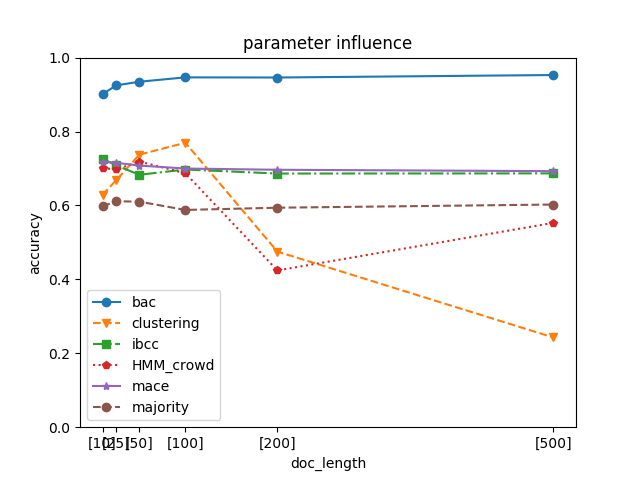 parameter influence
1.0
0.8
0.6
0.4
0.2
0.0
accuracy
bac
clustering
ibcc
HMM_crowd
mace
majority
[10] [25] [50] [100] [200] [500]
doc_length